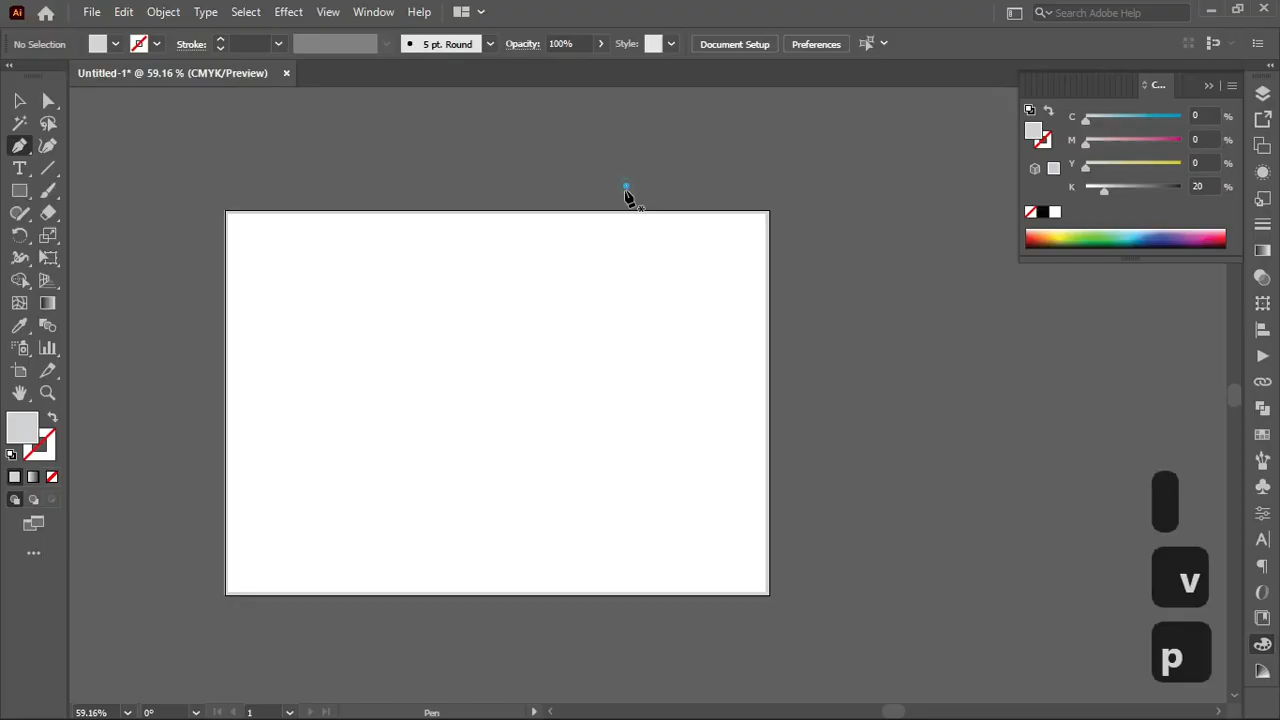 Ai File Edit Object Type Select Effect View Window Help Search Adobe Help
No Selection Stroke: 5 pt. Round Opacity: 100% Style: Document Setup Preferences
Untitled-1* @ 59.16 % (CMYK/Preview)
C...
C 0 %
M 0 %
Y 0 %
K 20 %
v
p
59.16% 0° 1 Pen